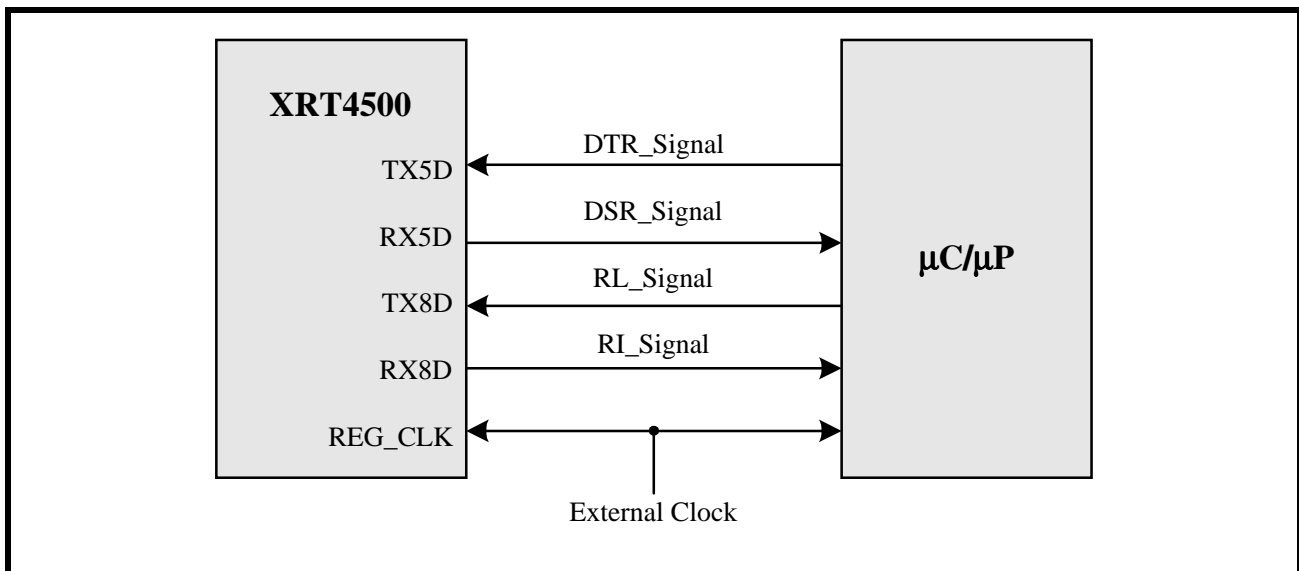 XRT4500
TX5D
RX5D
TX8D
RX8D
REG_CLK
DTR_Signal
DSR_Signal
RL_Signal
RI_Signal
External Clock
μC/μP